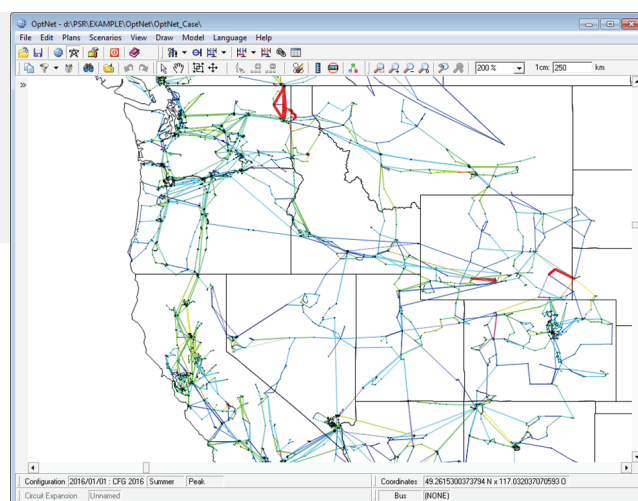 OptNet - d:\PSR\EXAMPLE\OptNet\OptNet_Case\
File Edit Plans Scenarios View Draw Model Language Help
200 % 1cm: 250 km
»
Configuration 2016/01/01 : CFG 2016 Summer Peak Coordinates 49.2615300373794 N x 117.032037070593 O
Circuit Expansion Unnamed Bus [NONE]